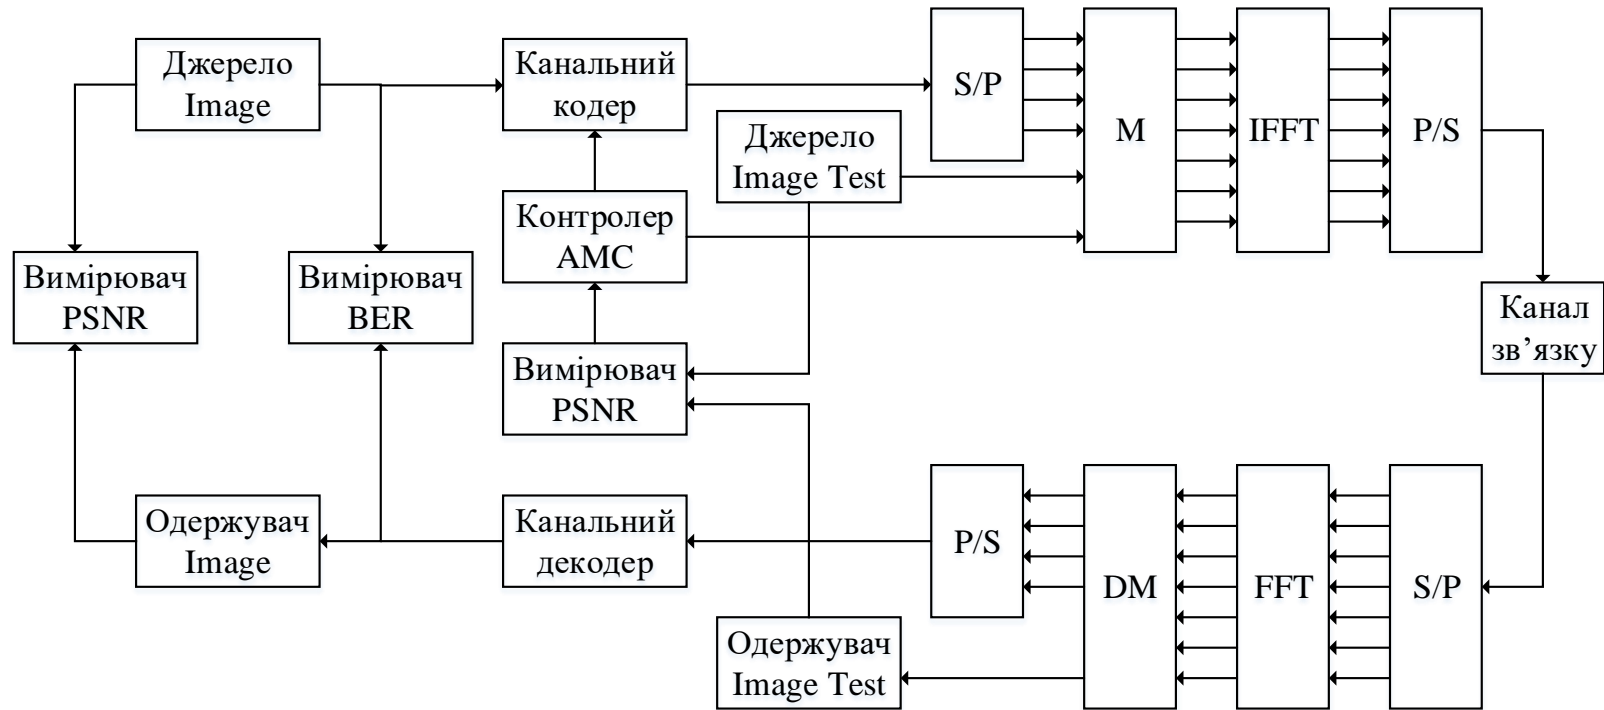 Джерело
Image
Канальний
кодер
S/P
M
IFFT
P/S
Джерело
Image Test
Контролер
AMC
Вимірювач
PSNR
Вимірювач
BER
Канал
зв’язку
Вимірювач
PSNR
Одержувач
Image
Канальний
декодер
P/S
DM
FFT
S/P
Одержувач
Image Test